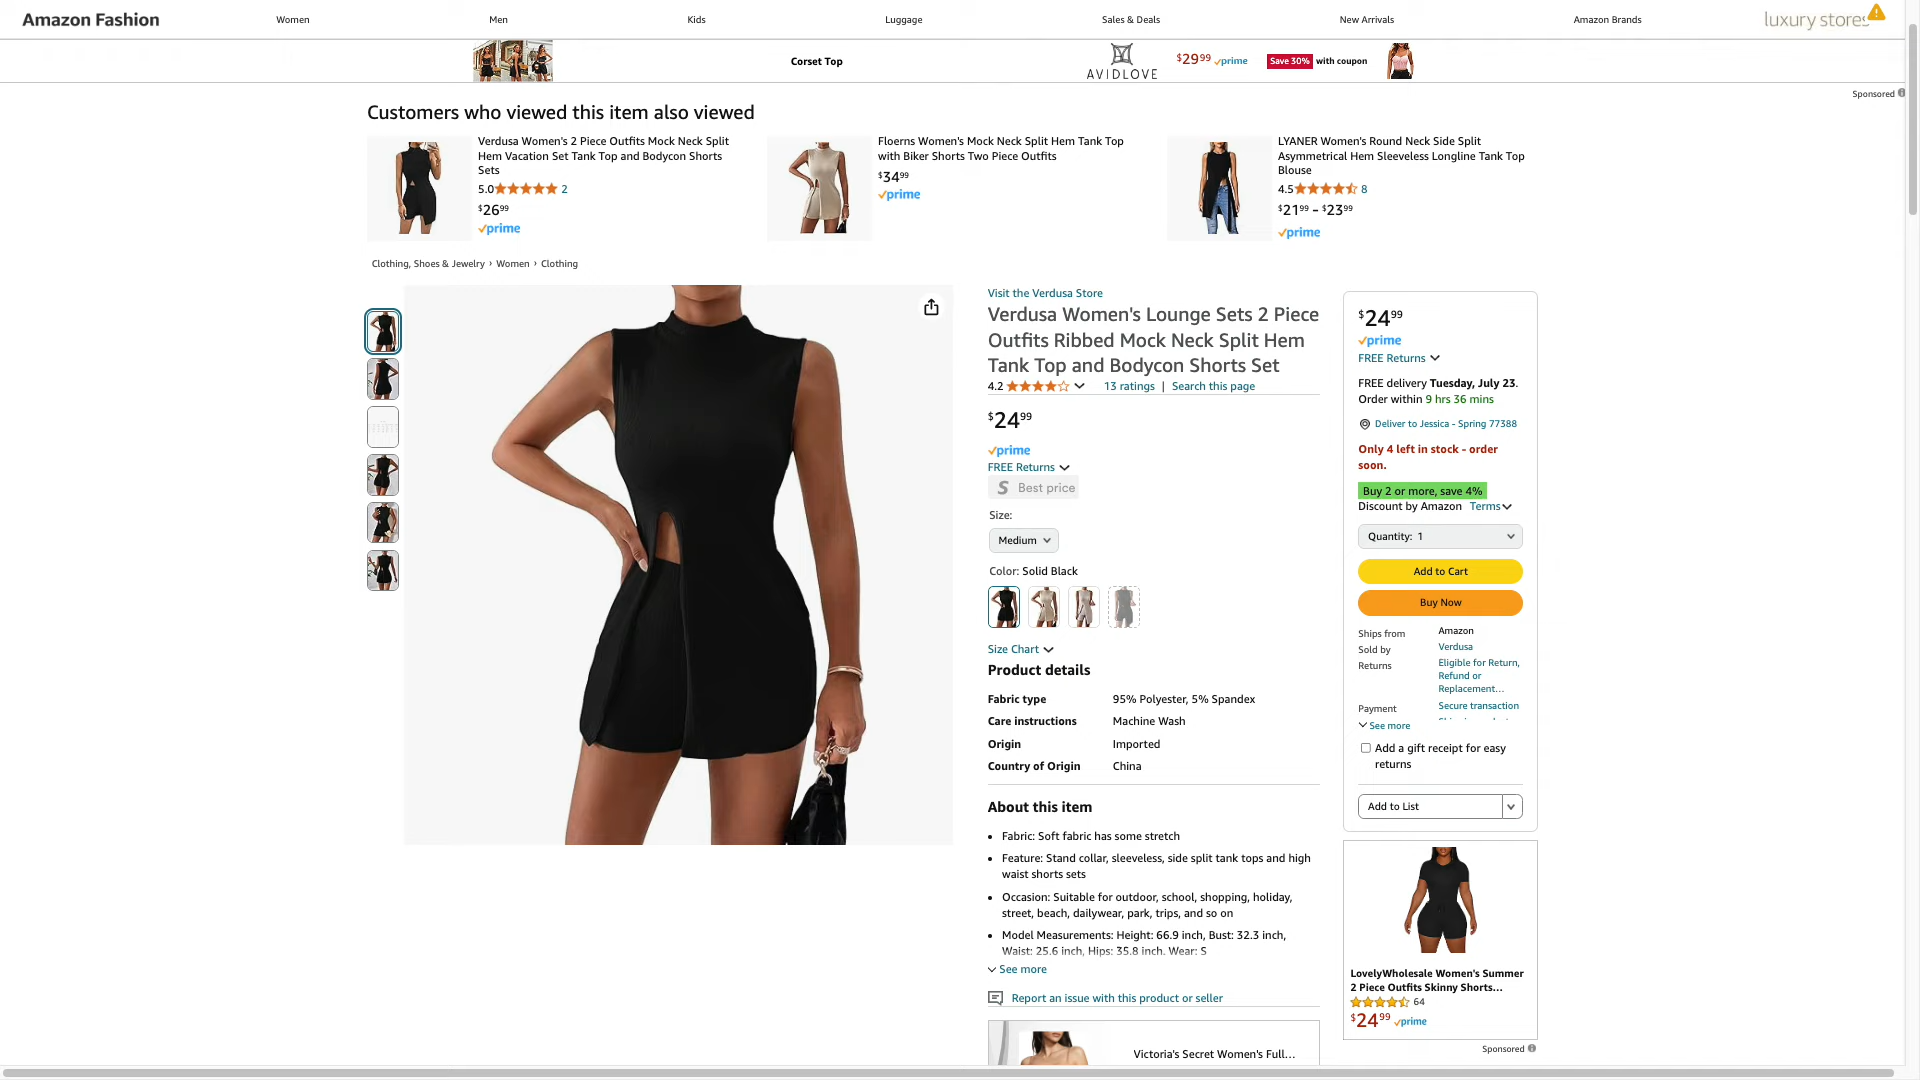 Amazon Fashion
Women
Men
Kids
Luggage
Sales & Deals
New Arrivals
Amazon Brands
luxury stores
Corset Top
AVIDLOVE
$29.99 prime
Save 30% with coupon
Sponsored
Customers who viewed this item also viewed
Verdusa Women's 2 Piece Outfits Mock Neck Split
Hem Vacation Set Tank Top and Bodycon Shorts
Sets
5.0 2
$26.99
prime
Floerns Women's Mock Neck Split Hem Tank Top
with Biker Shorts Two Piece Outfits
$34.99
prime
LYANER Women's Round Neck Side Split
Asymmetrical Hem Sleeveless Longline Tank Top
Blouse
4.5 8
$21.99 - $23.99
prime
Clothing, Shoes & Jewelry › Women › Clothing
Visit the Verdusa Store
Verdusa Women's Lounge Sets 2 Piece
Outfits Ribbed Mock Neck Split Hem
Tank Top and Bodycon Shorts Set
4.2 13 ratings | Search this page
$24.99
prime
FREE Returns
S Best price
Size:
Medium
Color: Solid Black
Size Chart
Product details
Fabric type 95% Polyester, 5% Spandex
Care instructions Machine Wash
Origin Imported
Country of Origin China
About this item
• Fabric: Soft fabric has some stretch
• Feature: Stand collar, sleeveless, side split tank tops and high
waist shorts sets
• Occasion: Suitable for outdoor, school, shopping, holiday,
street, beach, dailywear, park, trips, and so on
• Model Measurements: Height: 66.9 inch, Bust: 32.3 inch,
Waist: 25.6 inch, Hips: 35.8 inch. Wear: S
See more
Report an issue with this product or seller
Victoria's Secret Women's Full...
$24.99
prime
FREE Returns
FREE delivery Tuesday, July 23.
Order within 9 hrs 36 mins
Deliver to Jessica - Spring 77388
Only 4 left in stock - order
soon.
Buy 2 or more, save 4%
Discount by Amazon Terms
Quantity: 1
Add to Cart
Buy Now
Ships from Amazon
Sold by Verdusa
Returns Eligible for Return,
Refund or
Replacement...
Payment Secure transaction
See more
Add a gift receipt for easy
returns
Add to List
LovelyWholesale Women's Summer
2 Piece Outfits Skinny Shorts...
64
$24.99 prime
Sponsored